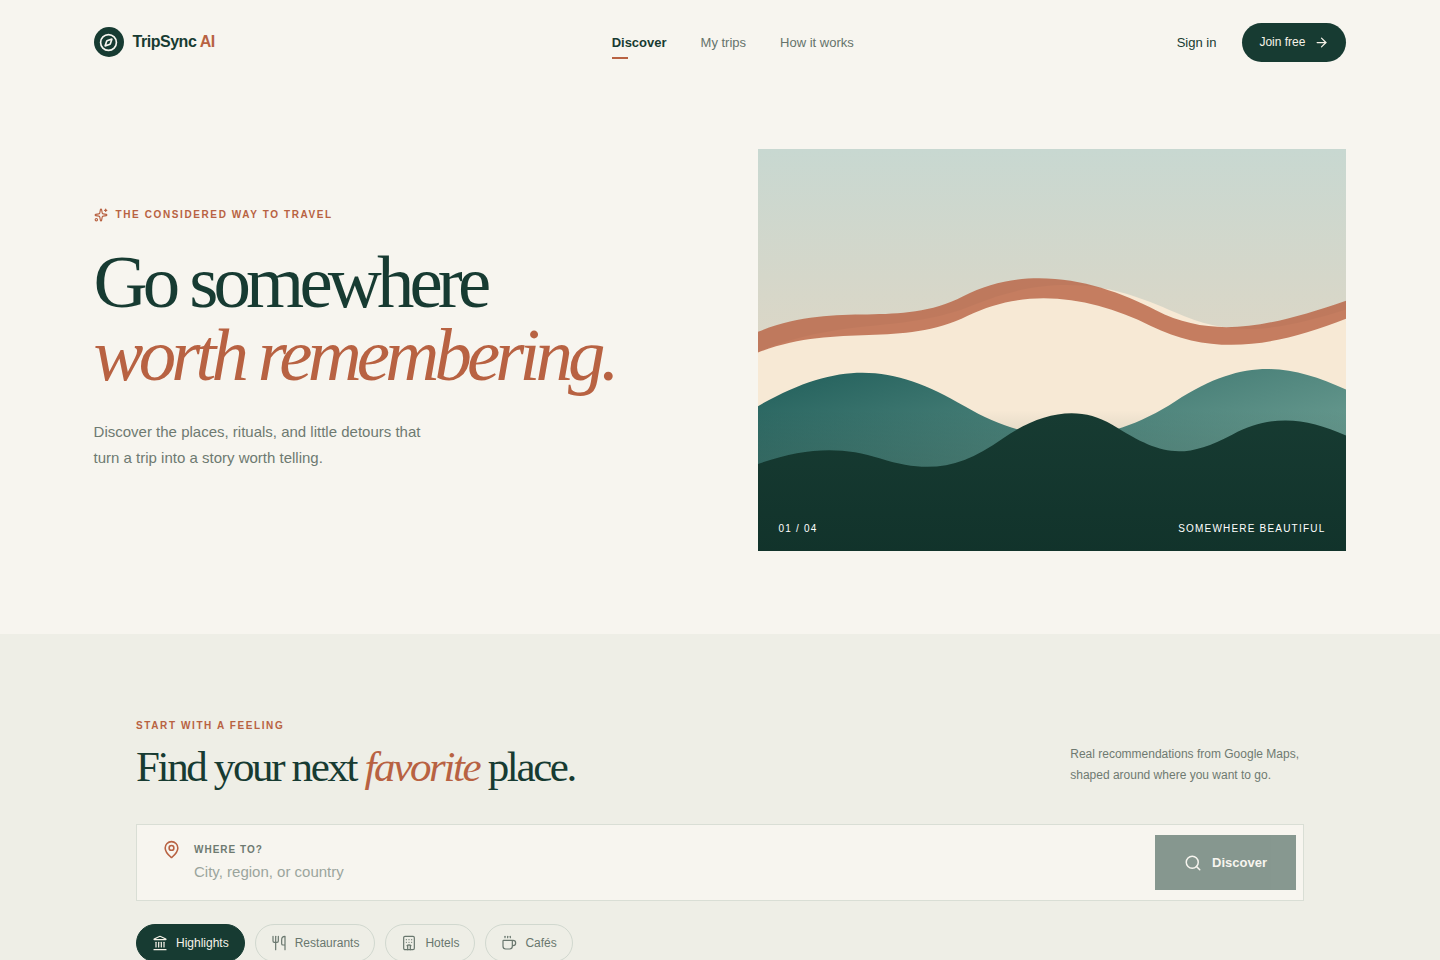 TripSync AI
Discover
My trips
How it works
Sign in
Join free
THE CONSIDERED WAY TO TRAVEL
Go somewhere
worth remembering.
Discover the places, rituals, and little detours that
turn a trip into a story worth telling.
01 / 04
SOMEWHERE BEAUTIFUL
START WITH A FEELING
Find your next favorite place.
Real recommendations from Google Maps,
shaped around where you want to go.
WHERE TO?
City, region, or country
Discover
Highlights
Restaurants
Hotels
Cafés